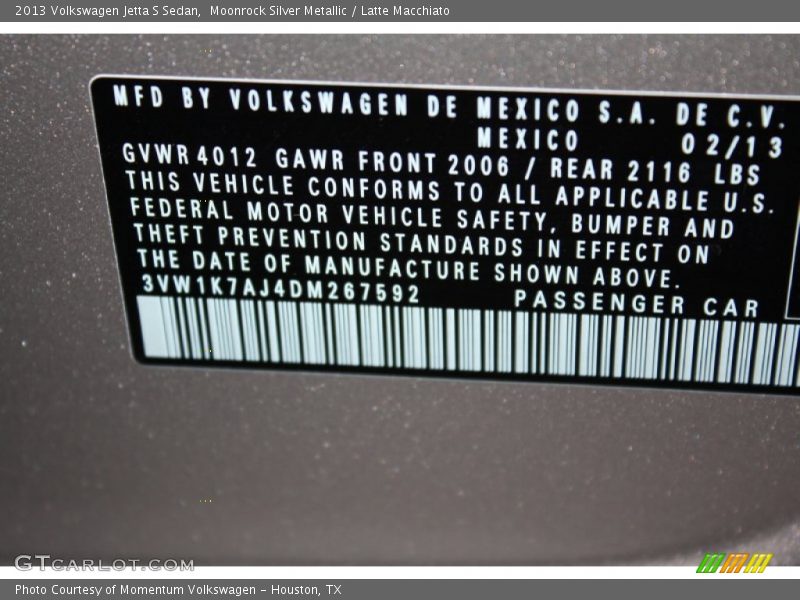 2013 Volkswagen Jetta S Sedan,  Moonrock Silver Metallic / Latte Macchiato
MFD BY VOLKSWAGEN DE MEXICO S.A. DE C.V.
MEXICO 02/13
GVWR 4012 GAWR FRONT 2006 / REAR 2116 LBS
THIS VEHICLE CONFORMS TO ALL APPLICABLE U.S.
FEDERAL MOTOR VEHICLE SAFETY, BUMPER AND
THEFT PREVENTION STANDARDS IN EFFECT ON
THE DATE OF MANUFACTURE SHOWN ABOVE.
3VW1K7AJ4DM267592 PASSENGER CAR
GTCARLOT.COM
Photo Courtesy of Momentum Volkswagen - Houston, TX